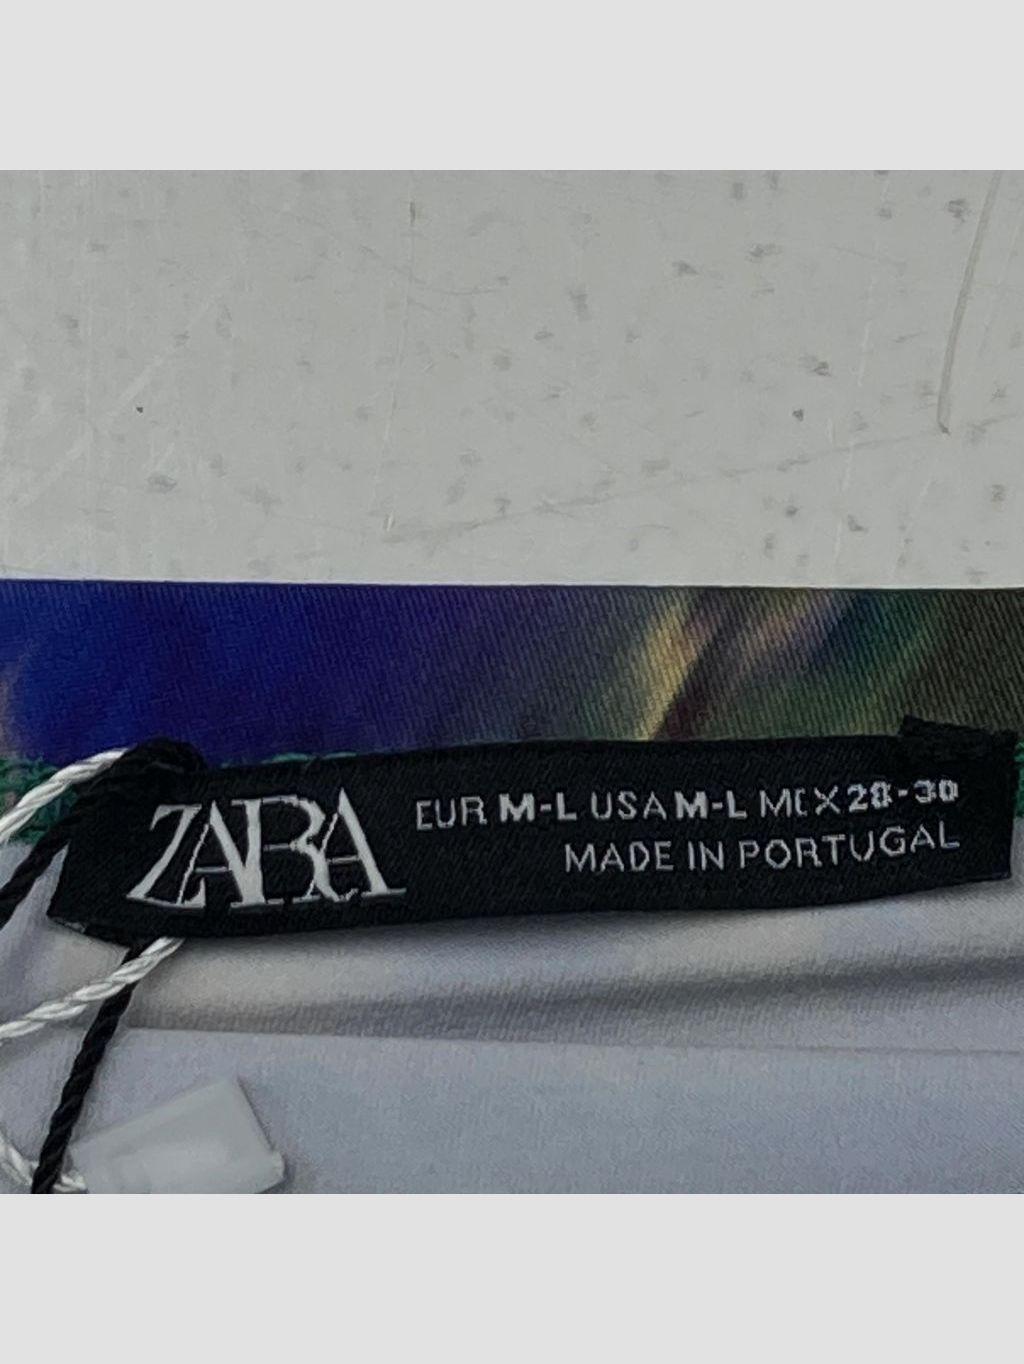 ZARA
EUR M-L USA M-L MEX 28-30
MADE IN PORTUGAL